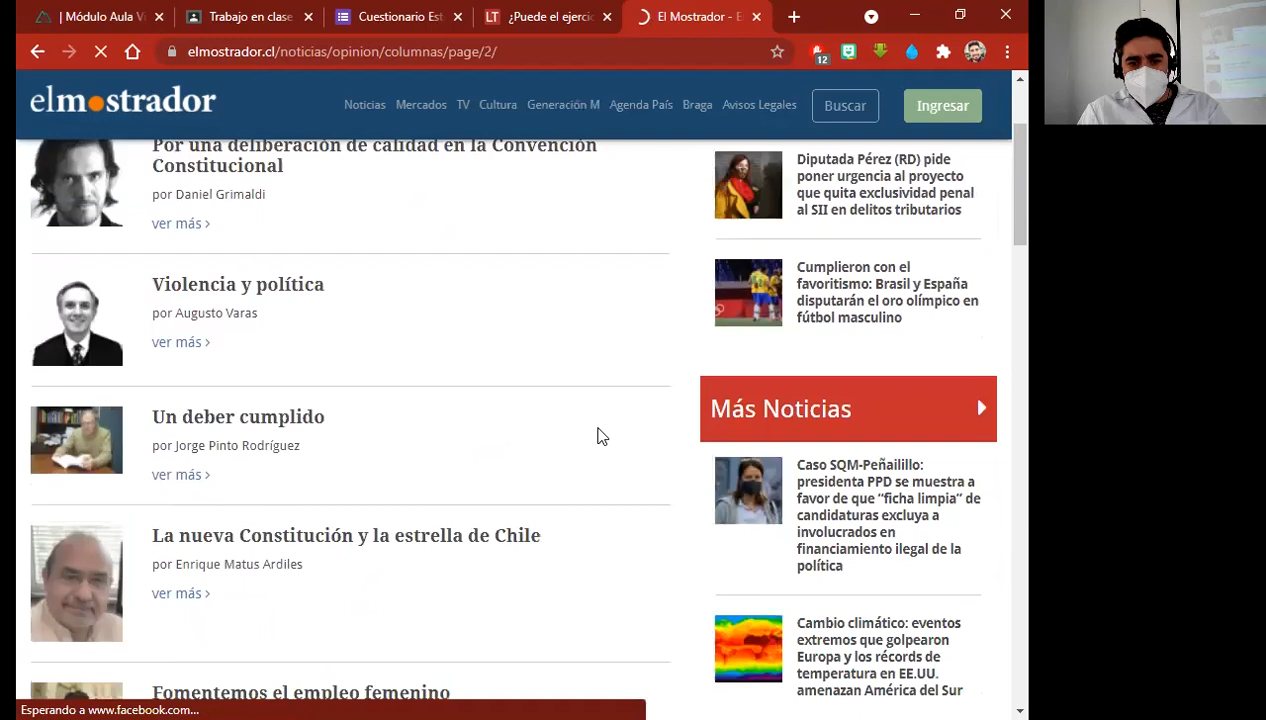 | Módulo Aula Vi
Trabajo en clase
Cuestionario Est
LT
¿Puede el ejercic
El Mostrador - E
elmostrador.cl/noticias/opinion/columnas/page/2/
12
elmostrador
Noticias
Mercados
TV
Cultura
Generación M
Agenda País
Braga
Avisos Legales
Buscar
Ingresar
Por una deliberación de calidad en la Convención
Constitucional
por Daniel Grimaldi
ver más >
Violencia y política
por Augusto Varas
ver más >
Un deber cumplido
por Jorge Pinto Rodríguez
ver más >
La nueva Constitución y la estrella de Chile
por Enrique Matus Ardiles
ver más >
Fomentemos el empleo femenino
Diputada Pérez (RD) pide
poner urgencia al proyecto
que quita exclusividad penal
al SII en delitos tributarios
Cumplieron con el
favoritismo: Brasil y España
disputarán el oro olímpico en
fútbol masculino
Más Noticias
Caso SQM-Peñailillo:
presidenta PPD se muestra a
favor de que “ficha limpia” de
candidaturas excluya a
involucrados en
financiamiento ilegal de la
política
Cambio climático: eventos
extremos que golpearon
Europa y los récords de
temperatura en EE.UU.
amenazan América del Sur
Esperando a www.facebook.com...